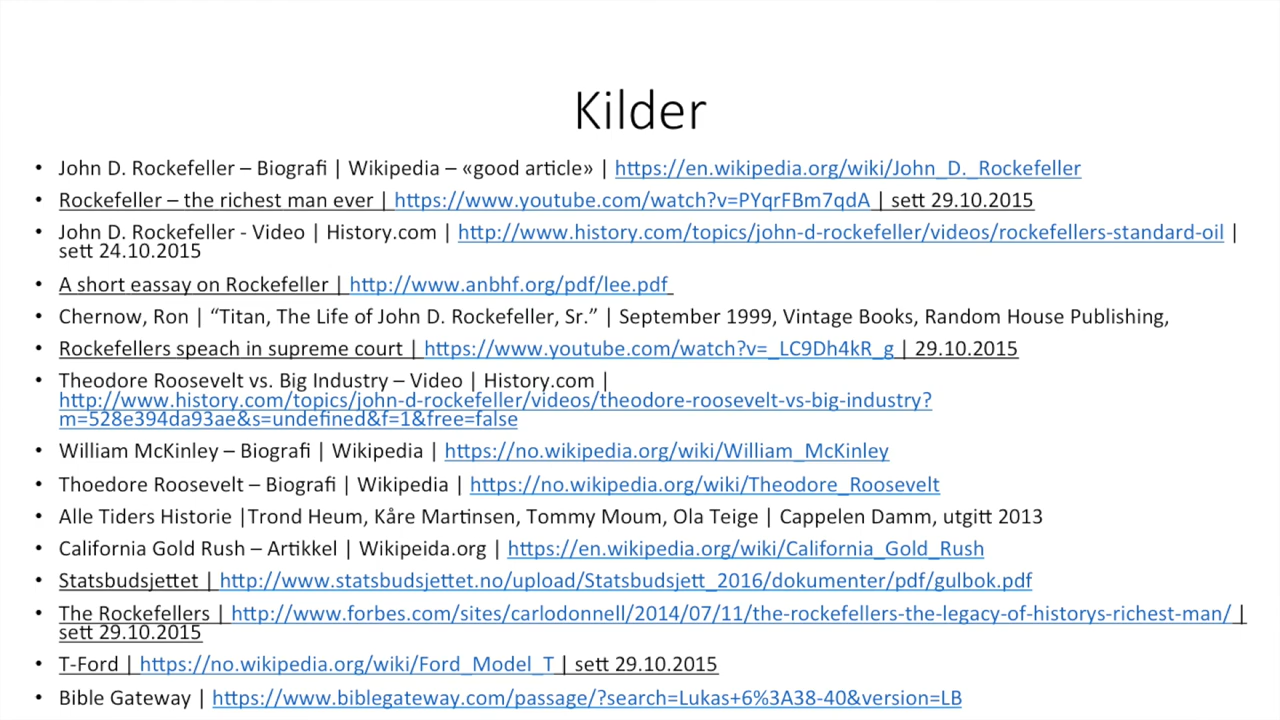 Kilder
• John D. Rockefeller – Biografi | Wikipedia – «good article» | https://en.wikipedia.org/wiki/John_D._Rockefeller
• Rockefeller – the richest man ever | https://www.youtube.com/watch?v=PYqrFBm7qdA | sett 29.10.2015
• John D. Rockefeller - Video | History.com | http://www.history.com/topics/john-d-rockefeller/videos/rockefellers-standard-oil |
sett 24.10.2015
• A short eassay on Rockefeller | http://www.anbhf.org/pdf/lee.pdf
• Chernow, Ron | “Titan, The Life of John D. Rockefeller, Sr.” | September 1999, Vintage Books, Random House Publishing,
• Rockefellers speach in supreme court | https://www.youtube.com/watch?v=_LC9Dh4kR_g | 29.10.2015
• Theodore Roosevelt vs. Big Industry – Video | History.com |
http://www.history.com/topics/john-d-rockefeller/videos/theodore-roosevelt-vs-big-industry?
m=528e394da93ae&s=undefined&f=1&free=false
• William McKinley – Biografi | Wikipedia | https://no.wikipedia.org/wiki/William_McKinley
• Thoedore Roosevelt – Biografi | Wikipedia | https://no.wikipedia.org/wiki/Theodore_Roosevelt
• Alle Tiders Historie |Trond Heum, Kåre Martinsen, Tommy Moum, Ola Teige | Cappelen Damm, utgitt 2013
• California Gold Rush – Artikkel | Wikipeida.org | https://en.wikipedia.org/wiki/California_Gold_Rush
• Statsbudsjettet | http://www.statsbudsjettet.no/upload/Statsbudsjett_2016/dokumenter/pdf/gulbok.pdf
• The Rockefellers | http://www.forbes.com/sites/carlodonnell/2014/07/11/the-rockefellers-the-legacy-of-historys-richest-man/ |
sett 29.10.2015
• T-Ford | https://no.wikipedia.org/wiki/Ford_Model_T | sett 29.10.2015
• Bible Gateway | https://www.biblegateway.com/passage/?search=Lukas+6%3A38-40&version=LB